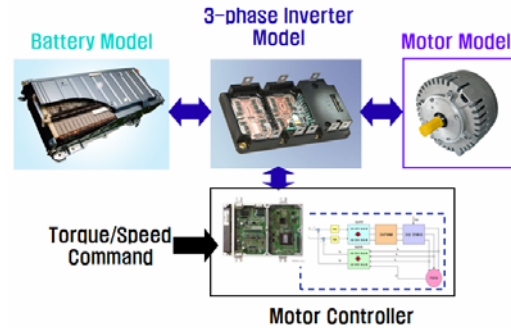 3-phase Inverter
Model
Battery Model
Motor Model
Torque/Speed
Command
Motor Controller